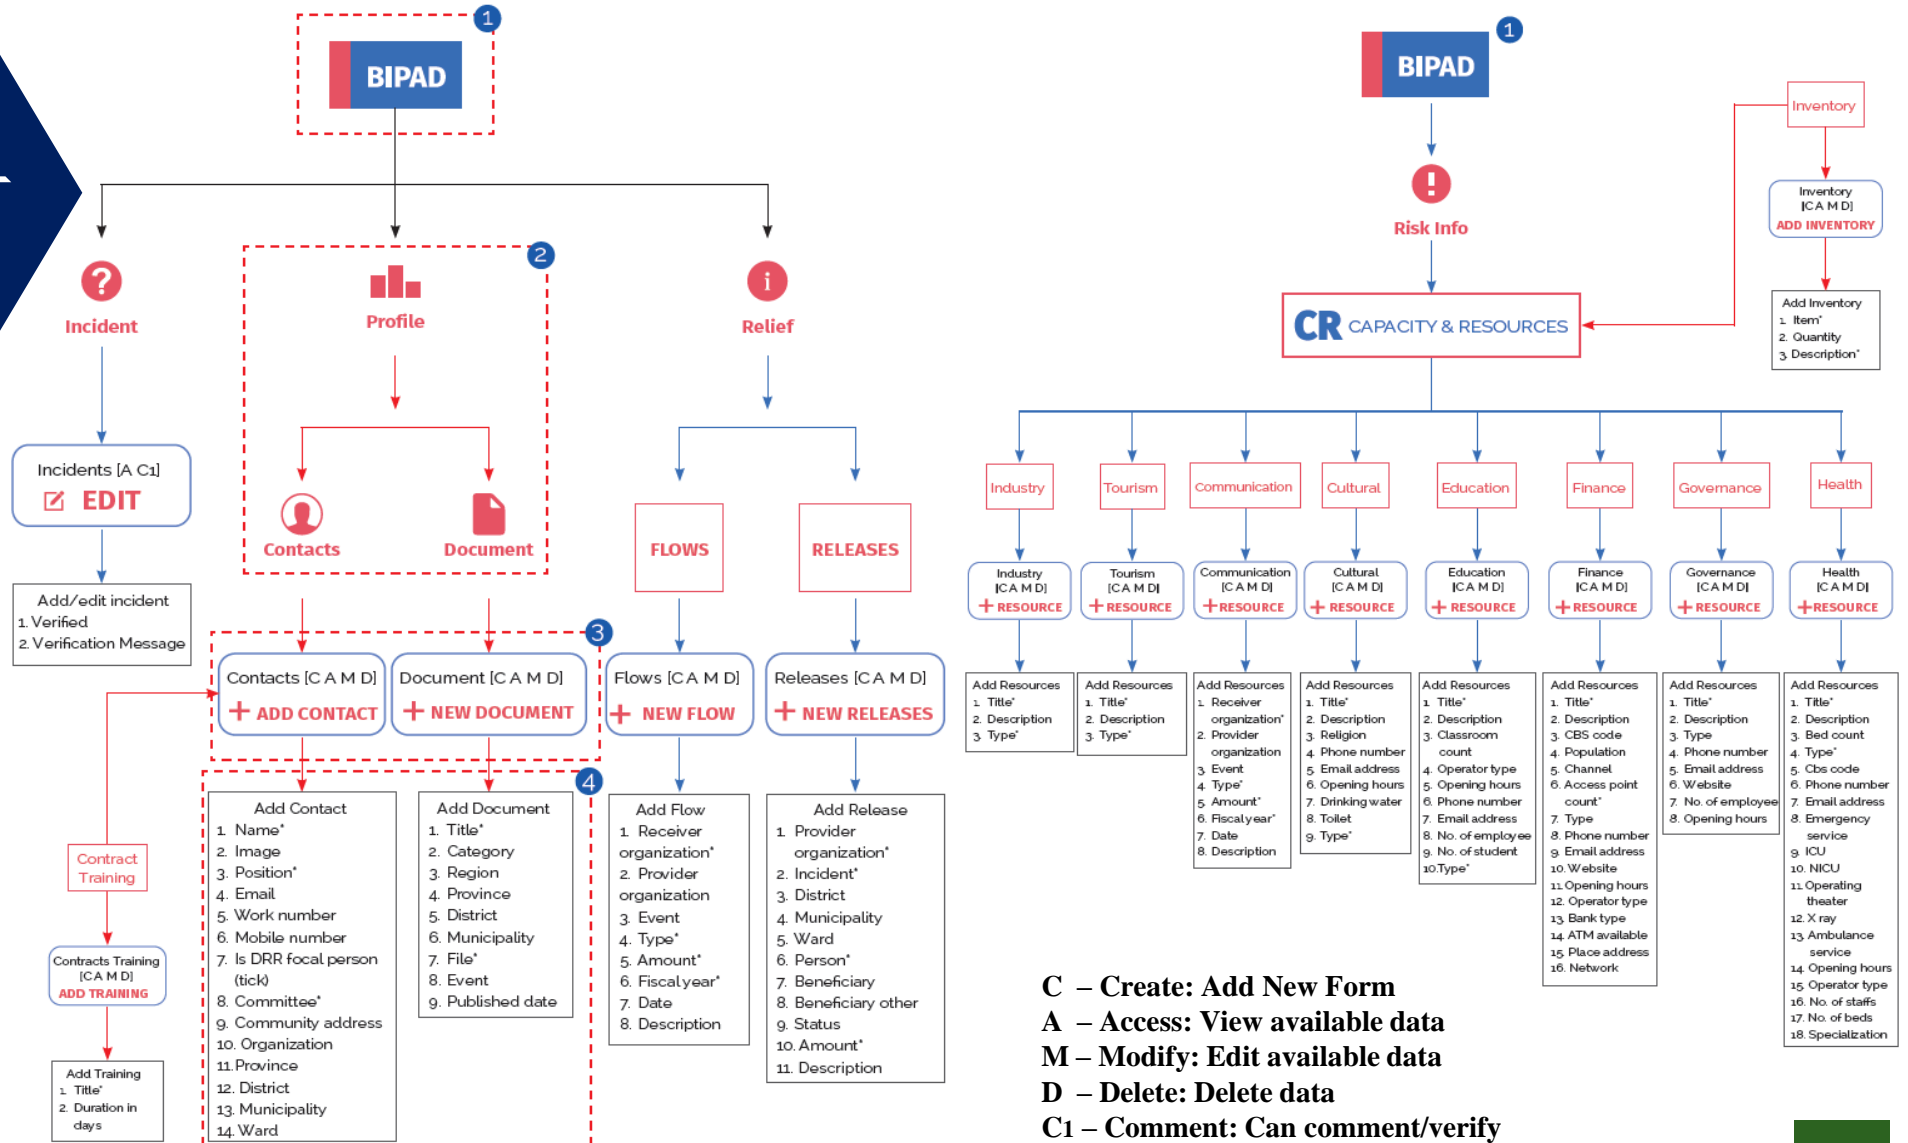 1
BIPAD
2
Incident
Profile
Relief
Incidents [A C1]
EDIT
Add/edit incident
1. Verified
2. Verification Message
Contacts
Document
FLOWS
RELEASES
3
Contacts [C A M D]
+ ADD CONTACT
Document [C A M D]
+ NEW DOCUMENT
Flows [C A M D]
+ NEW FLOW
Releases [C A M D]
+ NEW RELEASES
4
Contract
Training
Contracts Training
[C A M D]
ADD TRAINING
Add Training
1. Title*
2. Duration in
days
Add Contact
1. Name*
2. Image
3. Position*
4. Email
5. Work number
6. Mobile number
7. Is DRR focal person
(tick)
8. Committee*
9. Community address
10. Organization
11. Province
12. District
13. Municipality
14. Ward
Add Document
1. Title*
2. Category
3. Region
4. Province
5. District
6. Municipality
7. File*
8. Event
9. Published date
Add Flow
1. Receiver
organization*
2. Provider
organization
3. Event
4. Type*
5. Amount*
6. Fiscal year*
7. Date
8. Description
Add Release
1. Provider
organization*
2. Incident*
3. District
4. Municipality
5. Ward
6. Person*
7. Beneficiary
8. Beneficiary other
9. Status
10. Amount*
11. Description
1
BIPAD
Risk Info
CR CAPACITY & RESOURCES
Inventory
Inventory
[C A M D]
ADD INVENTORY
Add Inventory
1. Item*
2. Quantity
3. Description*
Industry
Tourism
Communication
Cultural
Education
Finance
Governance
Health
Industry
[C A M D]
+ RESOURCE
Tourism
[C A M D]
+ RESOURCE
Communication
[C A M D]
+ RESOURCE
Cultural
[C A M D]
+ RESOURCE
Education
[C A M D]
+ RESOURCE
Finance
[C A M D]
+ RESOURCE
Governance
[C A M D]
+ RESOURCE
Health
[C A M D]
+ RESOURCE
Add Resources
1. Title*
2. Description
3. Type*
Add Resources
1. Title*
2. Description
3. Type*
Add Resources
1. Receiver
organization*
2. Provider
organization
3. Event
4. Type*
5. Amount*
6. Fiscal year*
7. Date
8. Description
Add Resources
1. Title*
2. Description
3. Religion
4. Phone number
5. Email address
6. Opening hours
7. Drinking water
8. Toilet
9. Type*
Add Resources
1. Title*
2. Description
3. Classroom
count
4. Operator type
5. Opening hours
6. Phone number
7. Email address
8. No. of employee
9. No. of student
10. Type*
Add Resources
1. Title*
2. Description
3. CBS code
4. Population
5. Channel
6. Access point
count*
7. Type
8. Phone number
9. Email address
10. Website
11. Opening hours
12. Operator type
13. Bank type
14. ATM available
15. Place address
16. Network
Add Resources
1. Title*
2. Description
3. Type
4. Phone number
5. Email address
6. Website
7. No. of employee
8. Opening hours
Add Resources
1. Title*
2. Description
3. Bed count
4. Type*
5. Cbs code
6. Phone number
7. Email address
8. Emergency
service
9. ICU
10. NICU
11. Operating
theater
12. X ray
13. Ambulance
service
14. Opening hours
15. Operator type
16. No. of staffs
17. No. of beds
18. Specialization
C – Create: Add New Form
A – Access: View available data
M – Modify: Edit available data
D – Delete: Delete data
C1 – Comment: Can comment/verify